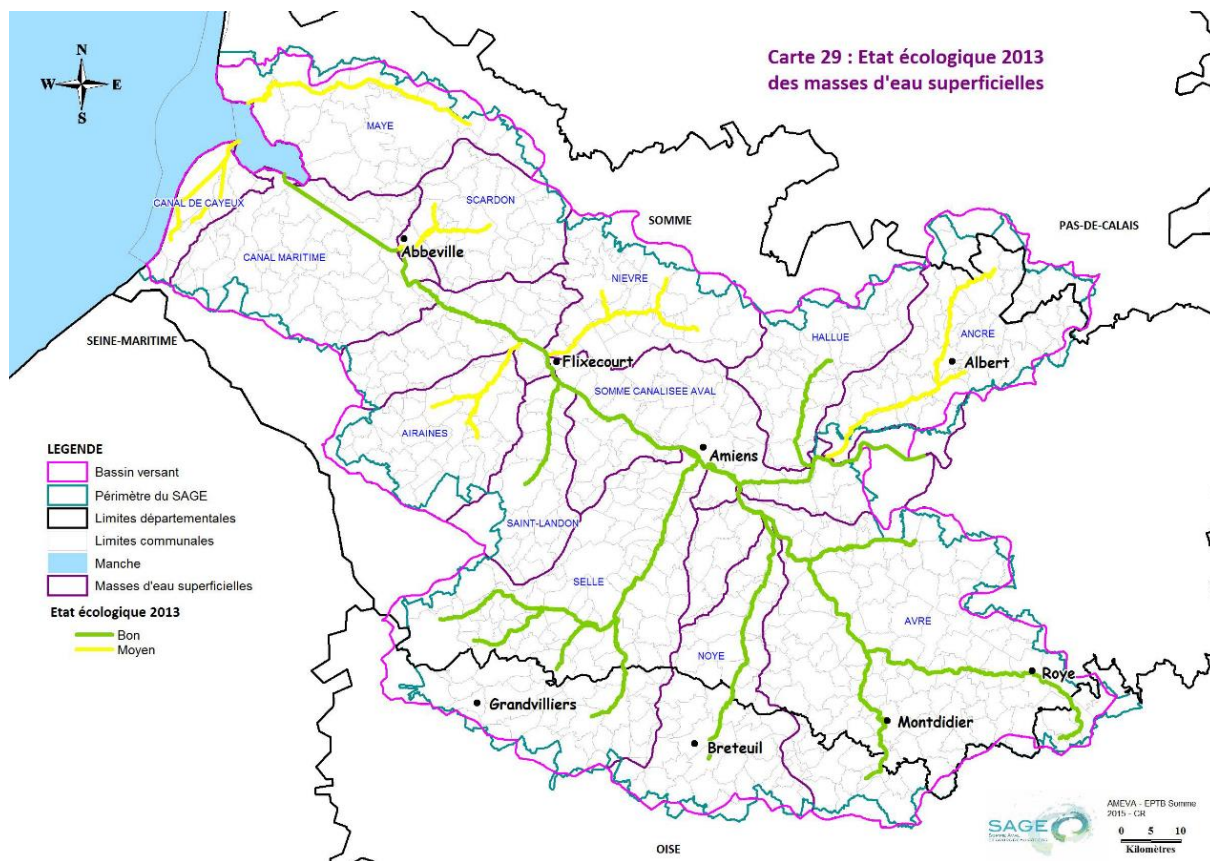 Carte 29 : Etat écologique 2013
des masses d'eau superficielles
N
W
E
S
MAYE
CANAL DE CAYEUX
SCARDON
SOMME
PAS-DE-CALAIS
Abbeville
CANAL MARITIME
NIEVRE
HALLUE
ANCRE
SEINE-MARITIME
Flixecourt
Albert
SOMME CANALISEE AVAL
AIRAINES
Amiens
LEGENDE
Bassin versant
Périmètre du SAGE
Limites départementales
Limites communales
Manche
Masses d'eau superficielles
Etat écologique 2013
Bon
Moyen
SAINT-LANDON
SELLE
AVRE
NOYE
Roye
Grandvilliers
Montdidier
Breteuil
OISE
SAGE
AMEVA - EPTB Somme
2015 - CR
0 5 10
Kilomètres